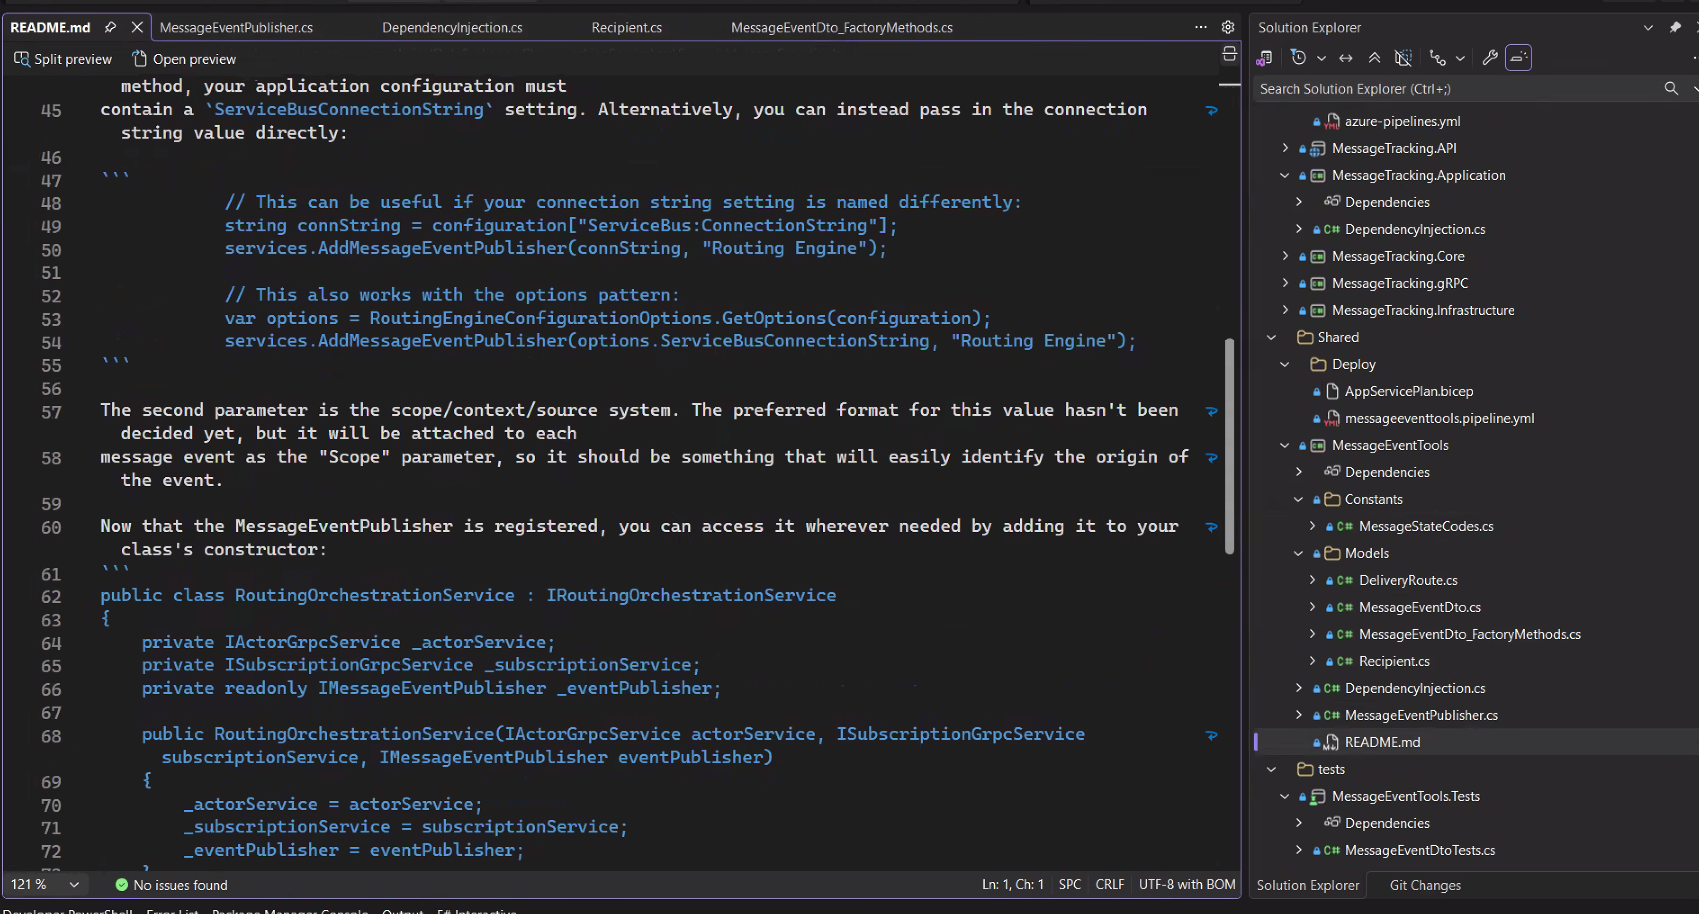 README.md
MessageEventPublisher.cs
DependencyInjection.cs
Recipient.cs
MessageEventDto_FactoryMethods.cs
Split preview
Open preview
method, your application configuration must
45 contain a `ServiceBusConnectionString` setting. Alternatively, you can instead pass in the connection
string value directly:
46
47 ```
48 // This can be useful if your connection string setting is named differently:
49 string connString = configuration["ServiceBus:ConnectionString"];
50 services.AddMessageEventPublisher(connString, "Routing Engine");
51
52 // This also works with the options pattern:
53 var options = RoutingEngineConfigurationOptions.GetOptions(configuration);
54 services.AddMessageEventPublisher(options.ServiceBusConnectionString, "Routing Engine");
55 ```
56
57 The second parameter is the scope/context/source system. The preferred format for this value hasn't been
decided yet, but it will be attached to each
58 message event as the "Scope" parameter, so it should be something that will easily identify the origin of
the event.
59
60 Now that the MessageEventPublisher is registered, you can access it wherever needed by adding it to your
class's constructor:
61 ```
62 public class RoutingOrchestrationService : IRoutingOrchestrationService
63 {
64 private IActorGrpcService _actorService;
65 private ISubscriptionGrpcService _subscriptionService;
66 private readonly IMessageEventPublisher _eventPublisher;
67
68 public RoutingOrchestrationService(IActorGrpcService actorService, ISubscriptionGrpcService
subscriptionService, IMessageEventPublisher eventPublisher)
69 {
70 _actorService = actorService;
71 _subscriptionService = subscriptionService;
72 _eventPublisher = eventPublisher;
121 %
No issues found
Ln: 1, Ch: 1
SPC
CRLF
UTF-8 with BOM
Developer PowerShell
Error List
Package Manager Console
Output
F# Interactive
Solution Explorer
Search Solution Explorer (Ctrl+;)
azure-pipelines.yml
MessageTracking.API
MessageTracking.Application
Dependencies
C# DependencyInjection.cs
MessageTracking.Core
MessageTracking.gRPC
MessageTracking.Infrastructure
Shared
Deploy
AppServicePlan.bicep
messageeventtools.pipeline.yml
MessageEventTools
Dependencies
Constants
C# MessageStateCodes.cs
Models
C# DeliveryRoute.cs
C# MessageEventDto.cs
C# MessageEventDto_FactoryMethods.cs
C# Recipient.cs
C# DependencyInjection.cs
C# MessageEventPublisher.cs
README.md
tests
MessageEventTools.Tests
Dependencies
C# MessageEventDtoTests.cs
Solution Explorer
Git Changes